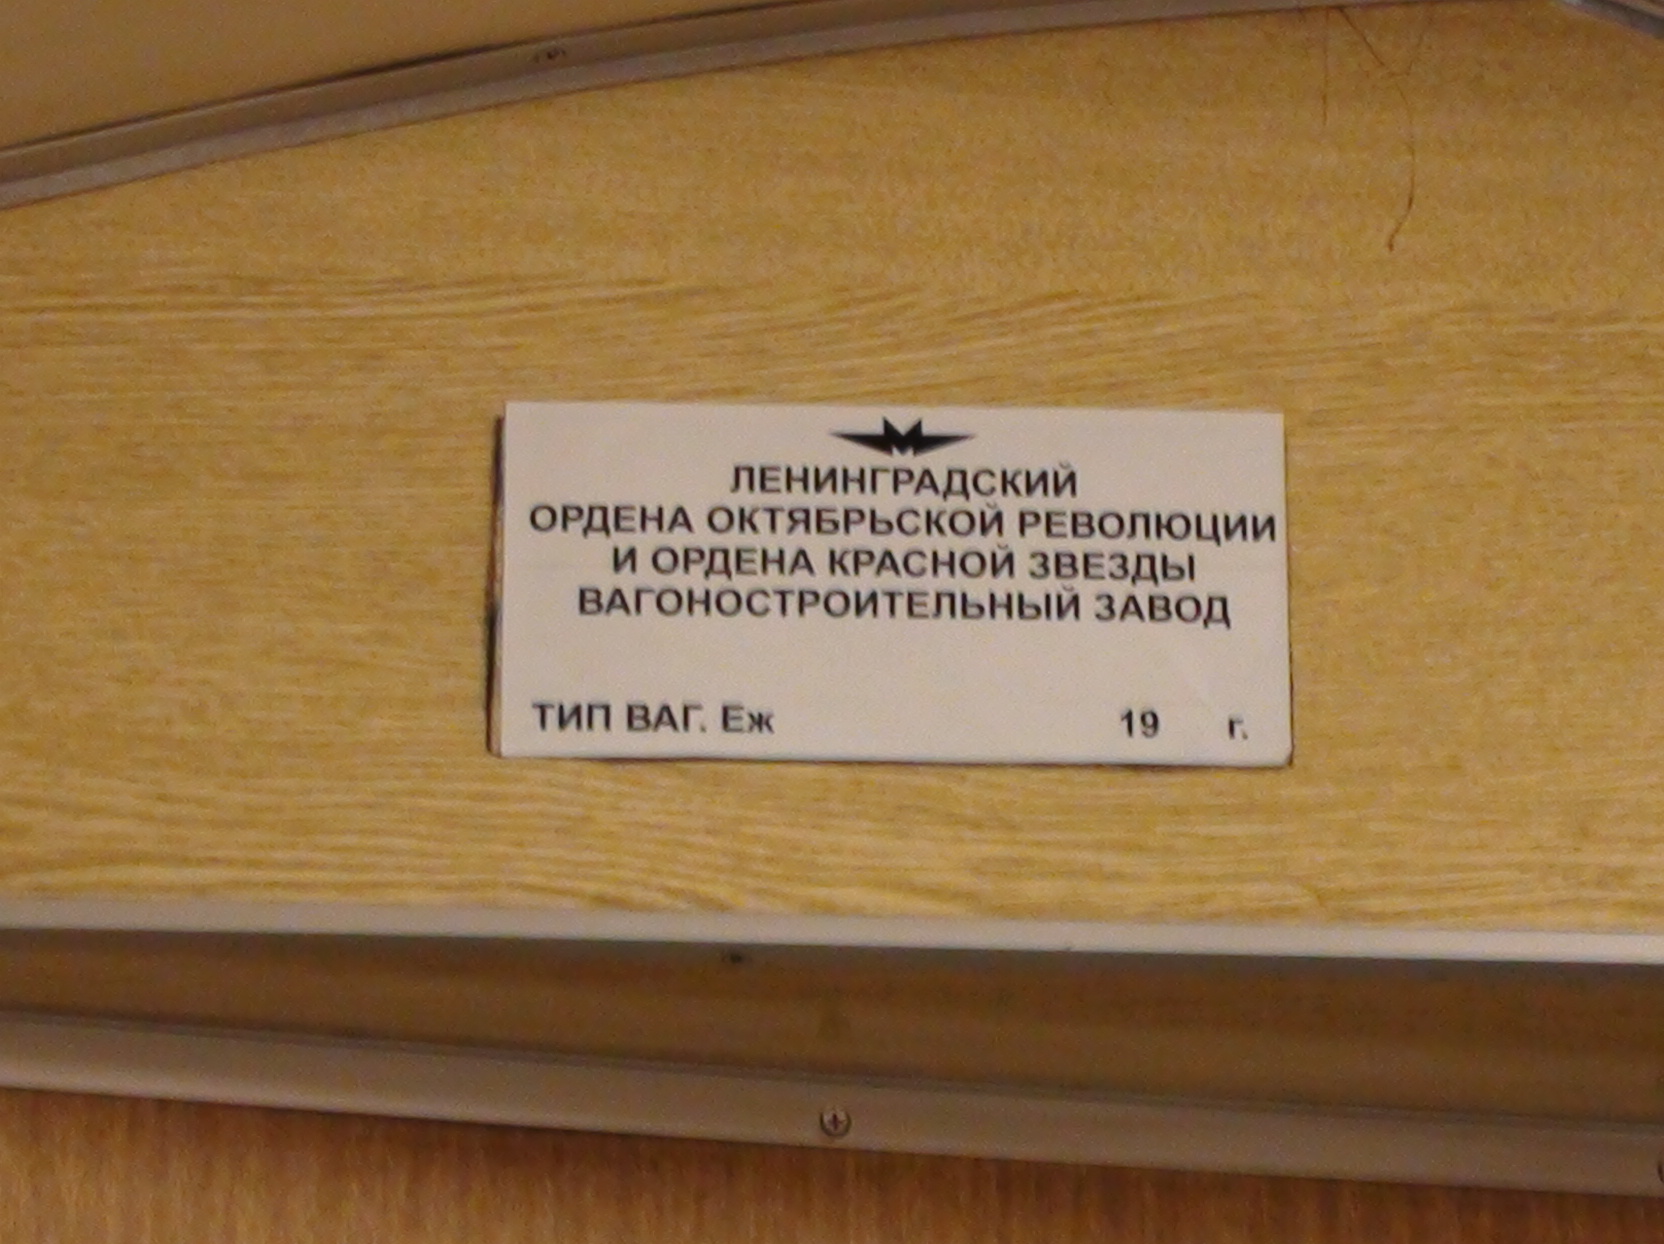 ЛЕНИНГРАДСКИЙ
ОРДЕНА ОКТЯБРЬСКОЙ РЕВОЛЮЦИИ
И ОРДЕНА КРАСНОЙ ЗВЕЗДЫ
ВАГОНОСТРОИТЕЛЬНЫЙ ЗАВОД
ТИП ВАГ. Еж 19 г.